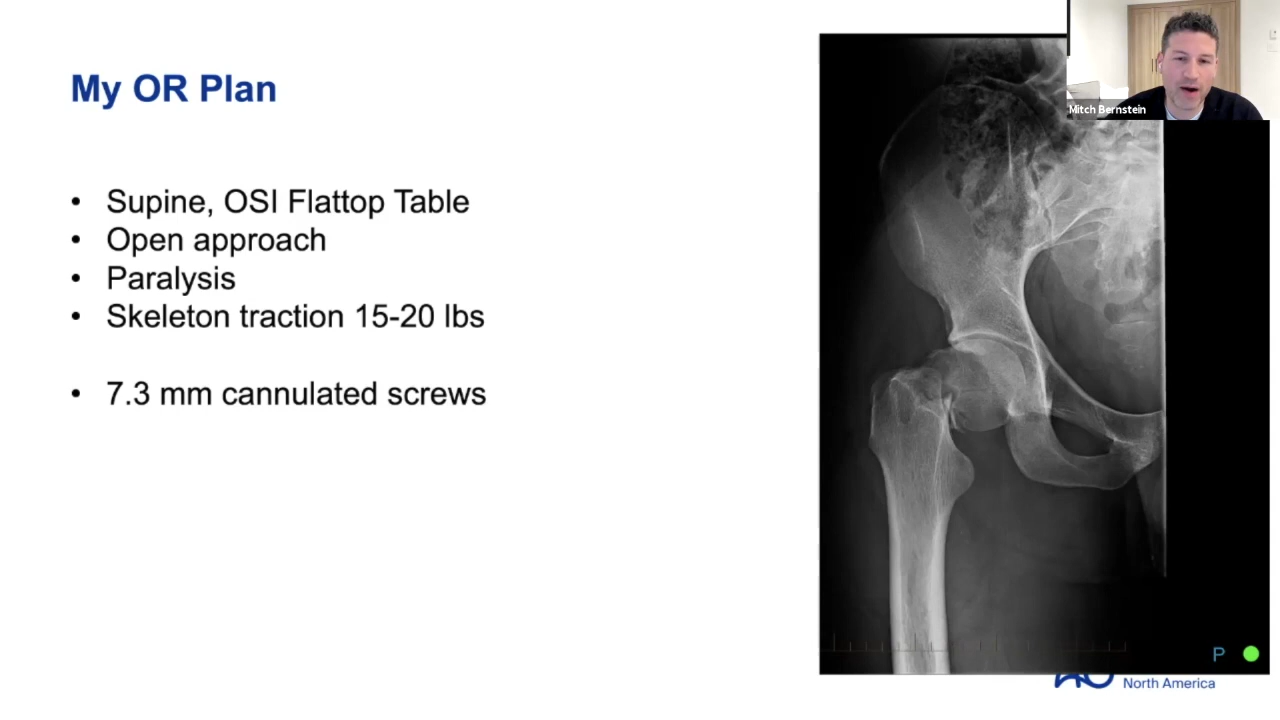 My OR Plan
• Supine, OSI Flattop Table
• Open approach
• Paralysis
• Skeleton traction 15-20 lbs
• 7.3 mm cannulated screws
Mitch Bernstein
P
North America